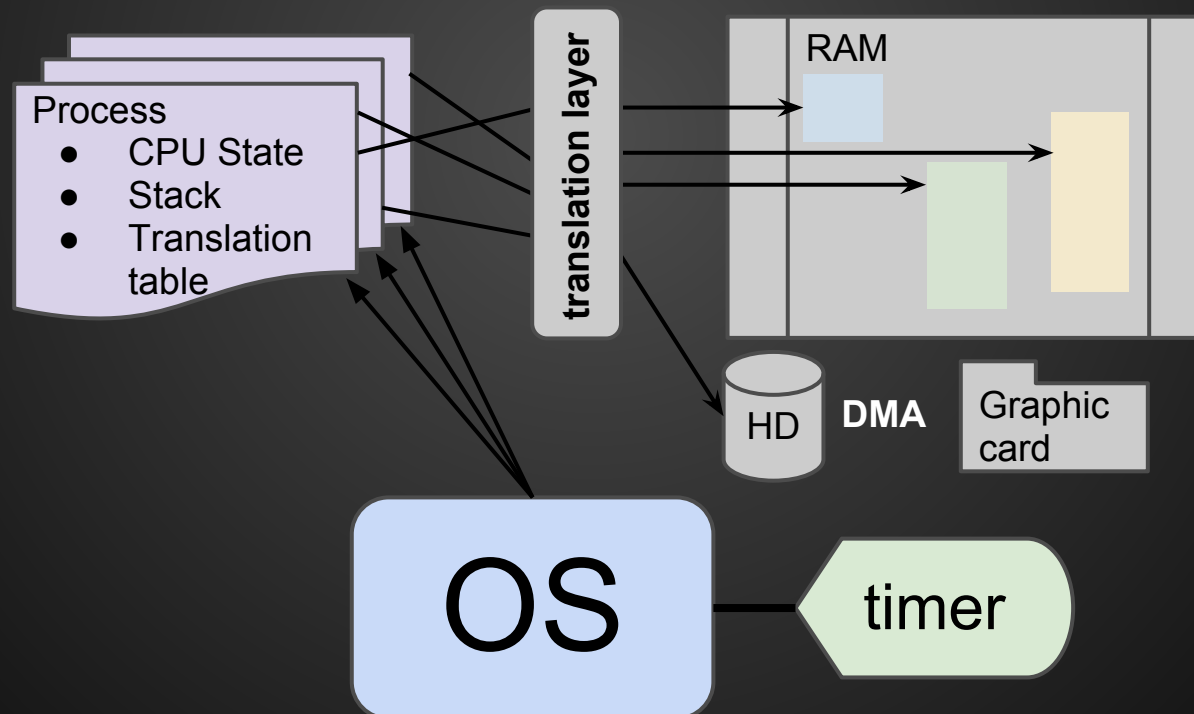 Process
● CPU State
● Stack
● Translation
table
translation layer
RAM
HD
DMA
Graphic
card
OS
timer